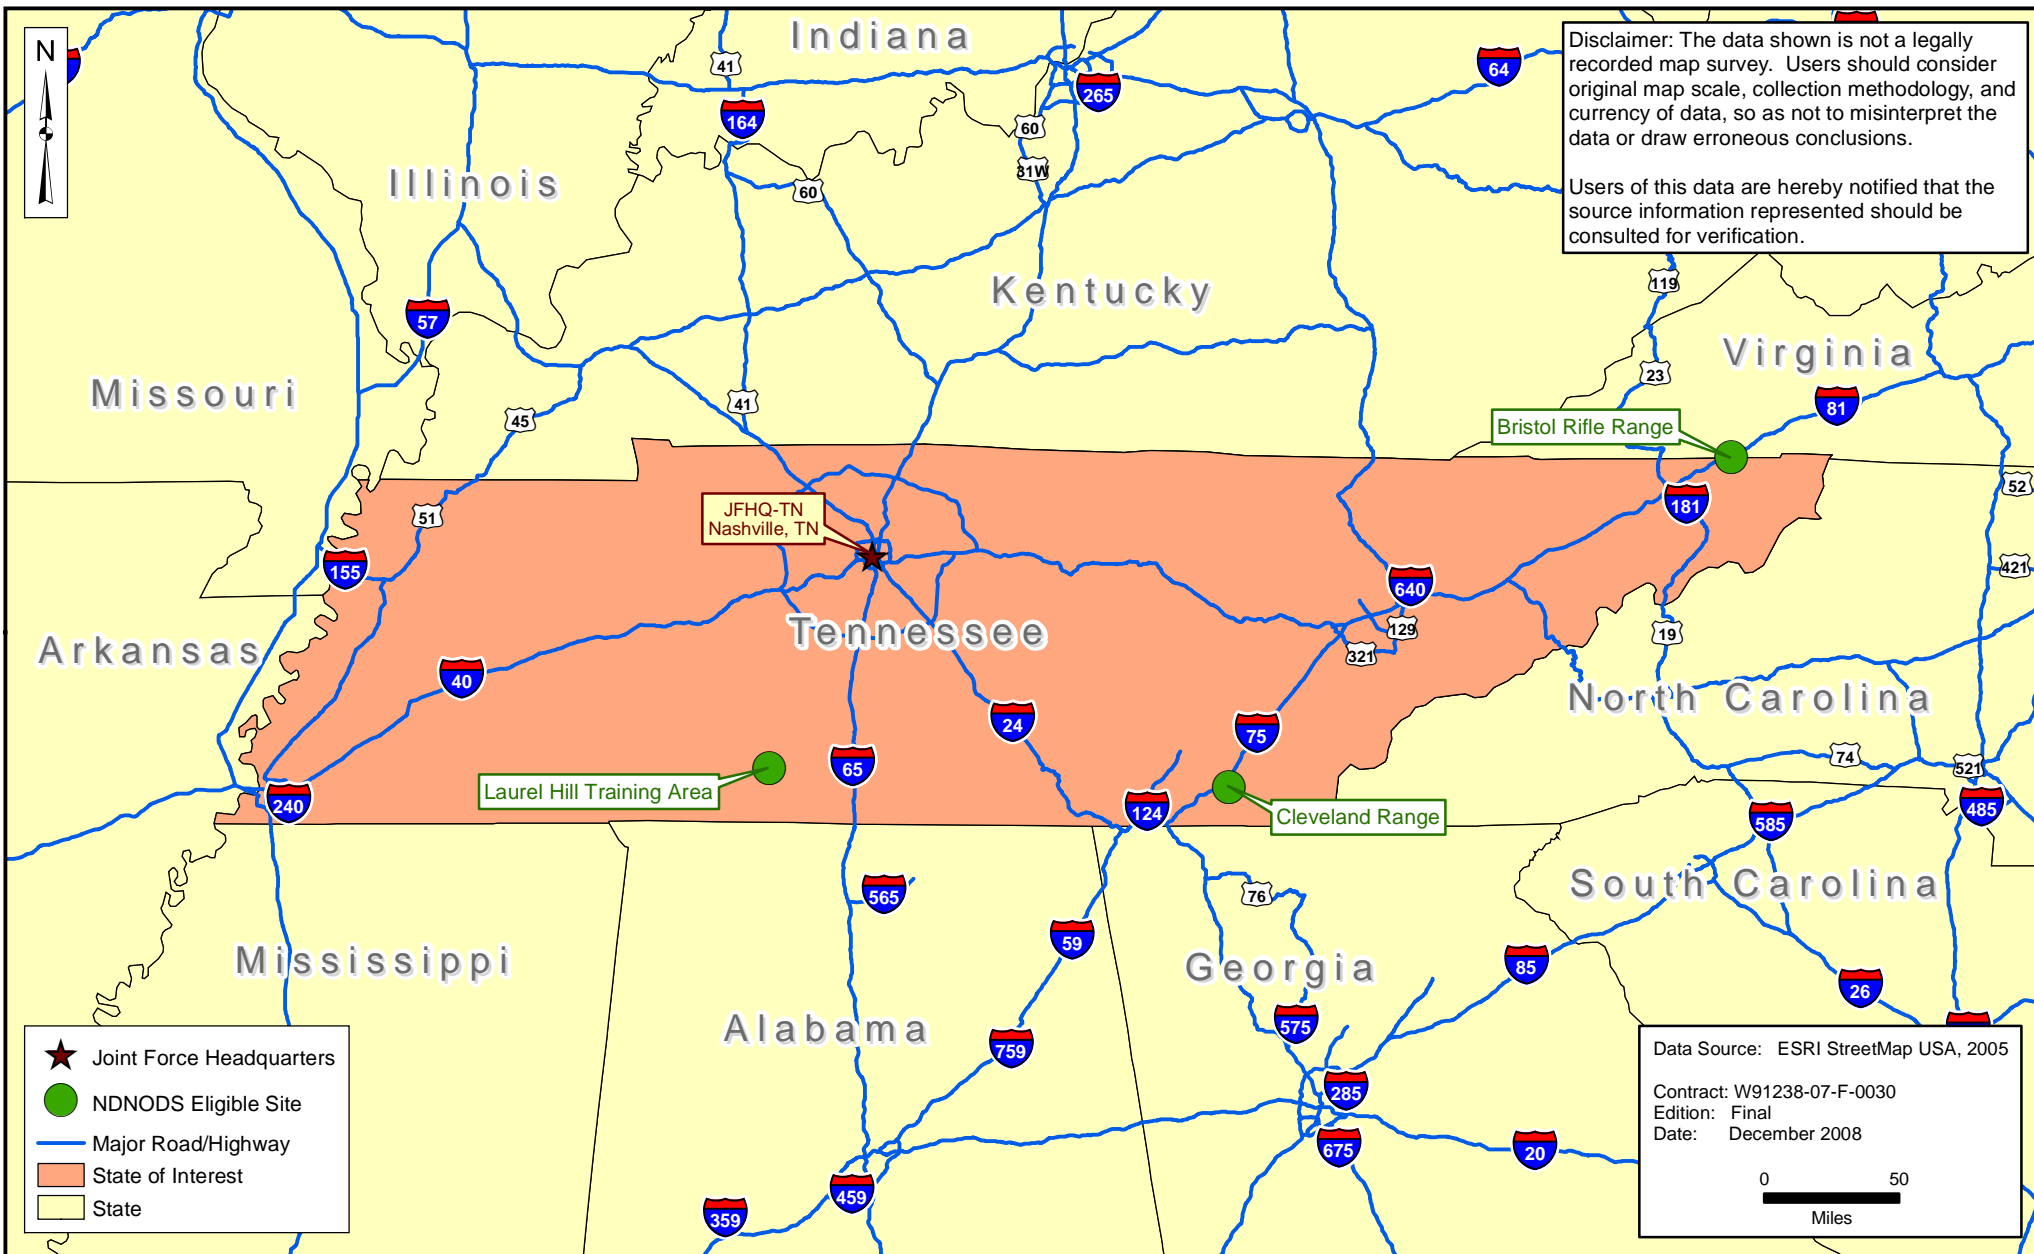 N
Indiana
Illinois
Kentucky
Missouri
Virginia
Arkansas
Tennessee
North Carolina
South Carolina
Mississippi
Alabama
Georgia
Disclaimer: The data shown is not a legally
recorded map survey. Users should consider
original map scale, collection methodology, and
currency of data, so as not to misinterpret the
data or draw erroneous conclusions.
Users of this data are hereby notified that the
source information represented should be
consulted for verification.
41
164
265
64
60
31W
60
57
119
23
81
41
45
Bristol Rifle Range
JFHQ-TN
Nashville, TN
51
181
52
155
640
421
129
19
321
40
24
75
65
74
521
Laurel Hill Training Area
240
124
Cleveland Range
585
485
565
76
59
85
26
575
759
285
675
20
459
359
Joint Force Headquarters
NDNODS Eligible Site
Major Road/Highway
State of Interest
State
Data Source: ESRI StreetMap USA, 2005
Contract: W91238-07-F-0030
Edition: Final
Date: December 2008
0 50
Miles